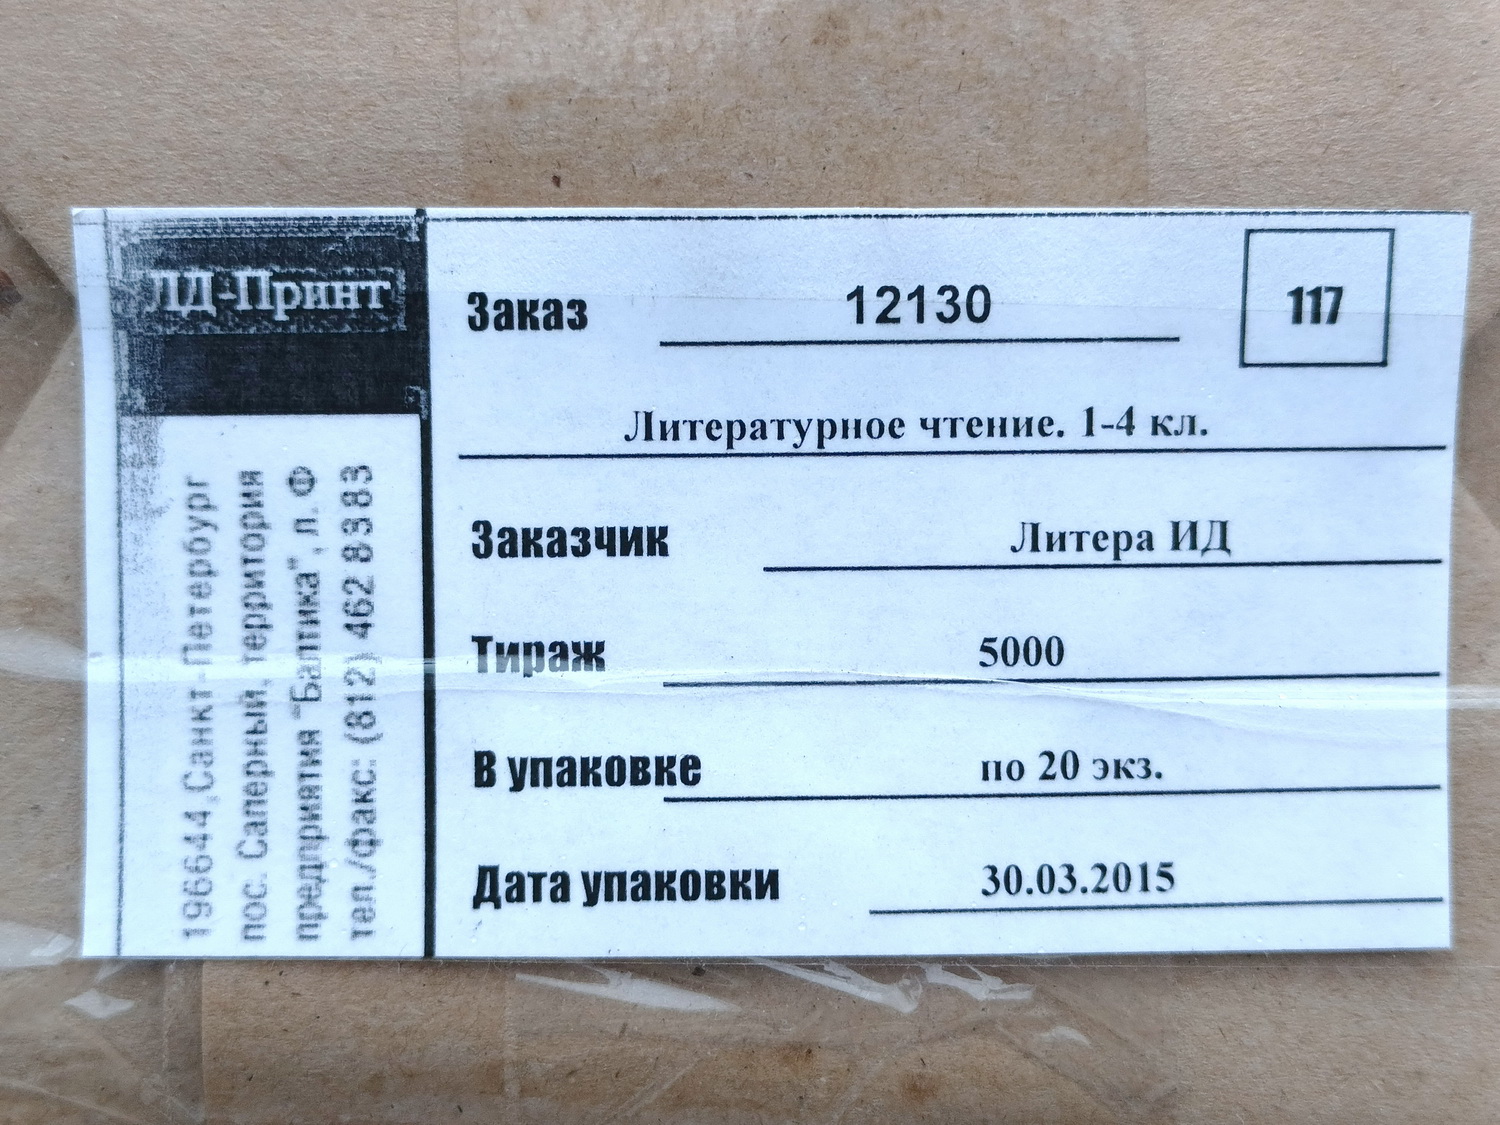 ЛД-Принт
196644, Санкт-Петербург
пос. Саперный, территория
предприятия "Балтика", л. Ф
тел./факс: (812) 462 83 83
Заказ 12130
117
Литературное чтение. 1-4 кл.
Заказчик Литера ИД
Тираж 5000
В упаковке по 20 экз.
Дата упаковки 30.03.2015